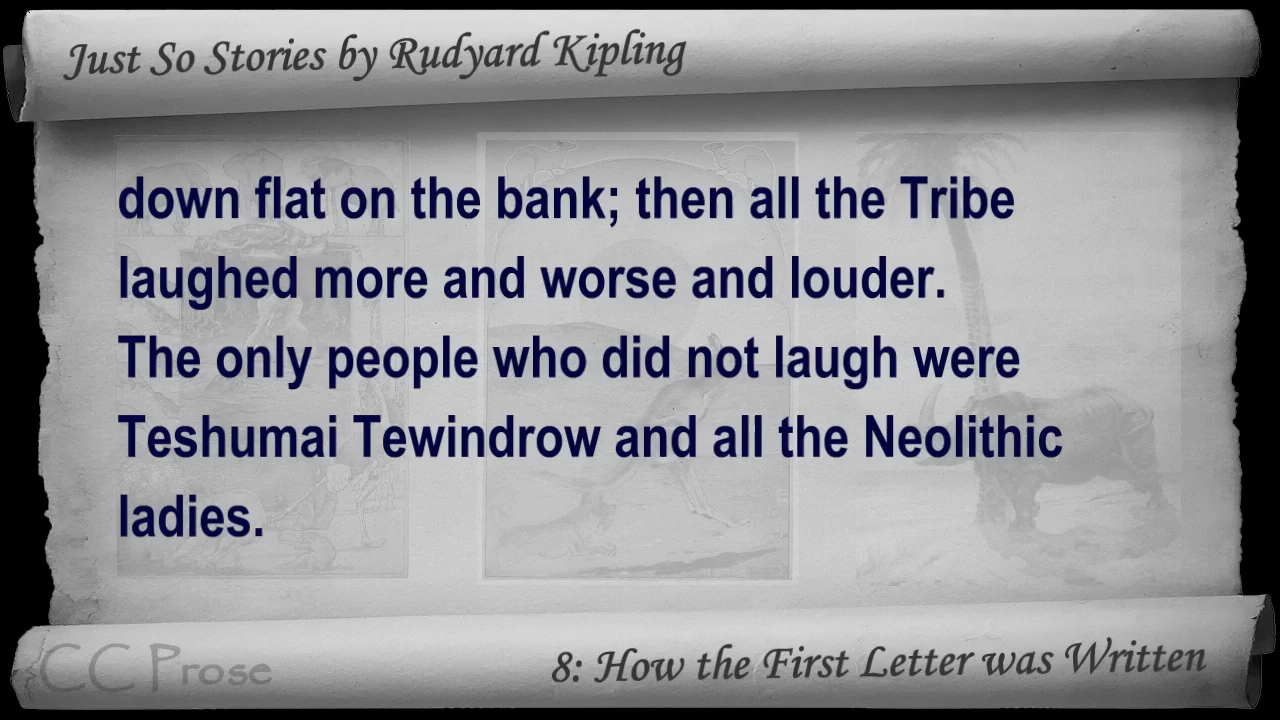 Just So Stories by Rudyard Kipling
down flat on the bank; then all the Tribe
laughed more and worse and louder.
The only people who did not laugh were
Teshumai Tewindrow and all the Neolithic
ladies.
CC Prose
8: How the First Letter was Written